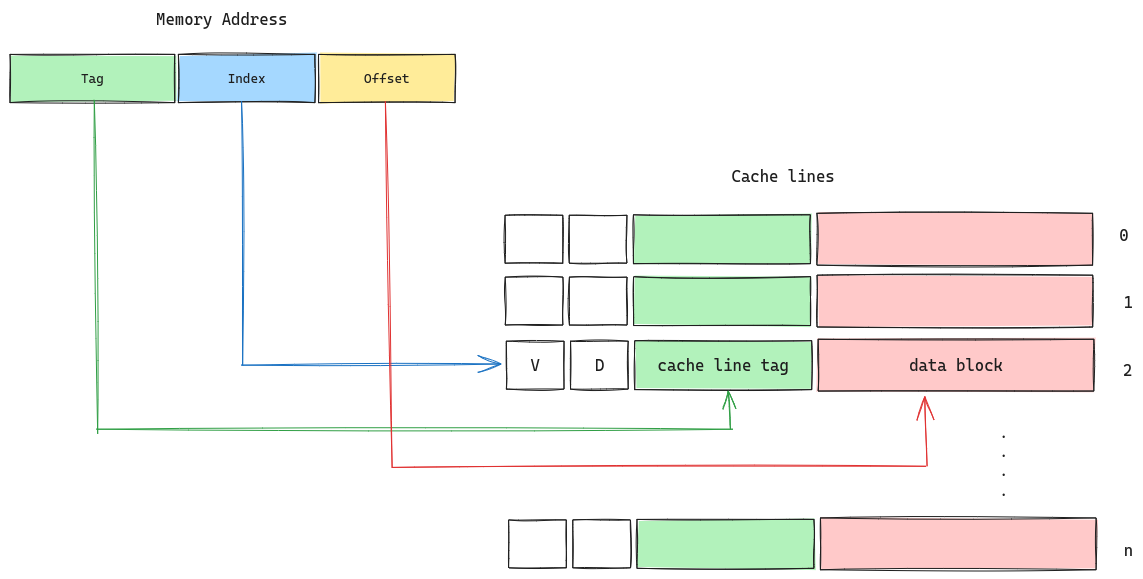 Memory Address
Tag Index Offset
Cache lines
0
1
V D cache line tag data block 2
.
.
.
.
n